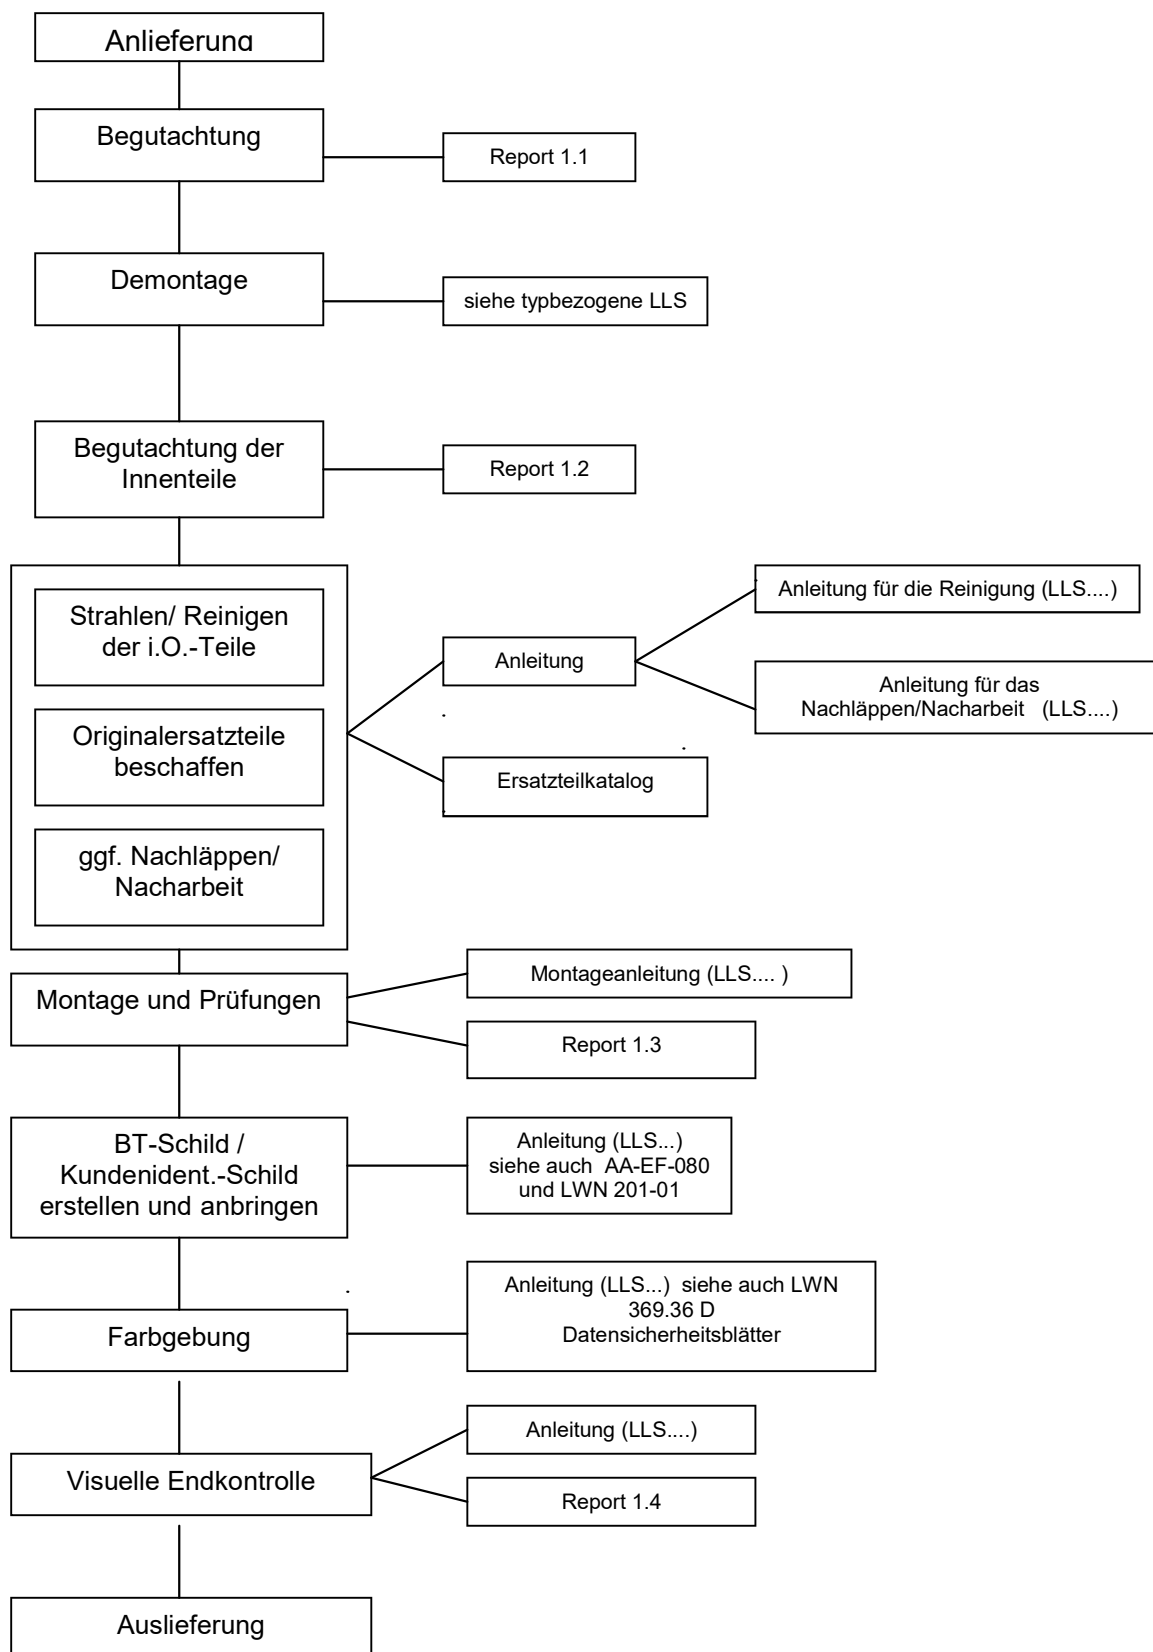 Anlieferung
Begutachtung
Report 1.1
Demontage
siehe typbezogene LLS
Begutachtung der
Innenteile
Report 1.2
Strahlen/ Reinigen
der i.O.-Teile
Originalersatzteile
beschaffen
ggf. Nachläppen/
Nacharbeit
Anleitung
Anleitung für die Reinigung (LLS....)
Anleitung für das
Nachläppen/Nacharbeit (LLS....)
Ersatzteilkatalog
Montage und Prüfungen
Montageanleitung (LLS.... )
Report 1.3
BT-Schild /
Kundenident.-Schild
erstellen und anbringen
Anleitung (LLS...)
siehe auch AA-EF-080
und LWN 201-01
Farbgebung
Anleitung (LLS...) siehe auch LWN
369.36 D
Datensicherheitsblätter
Visuelle Endkontrolle
Anleitung (LLS....)
Report 1.4
Auslieferung